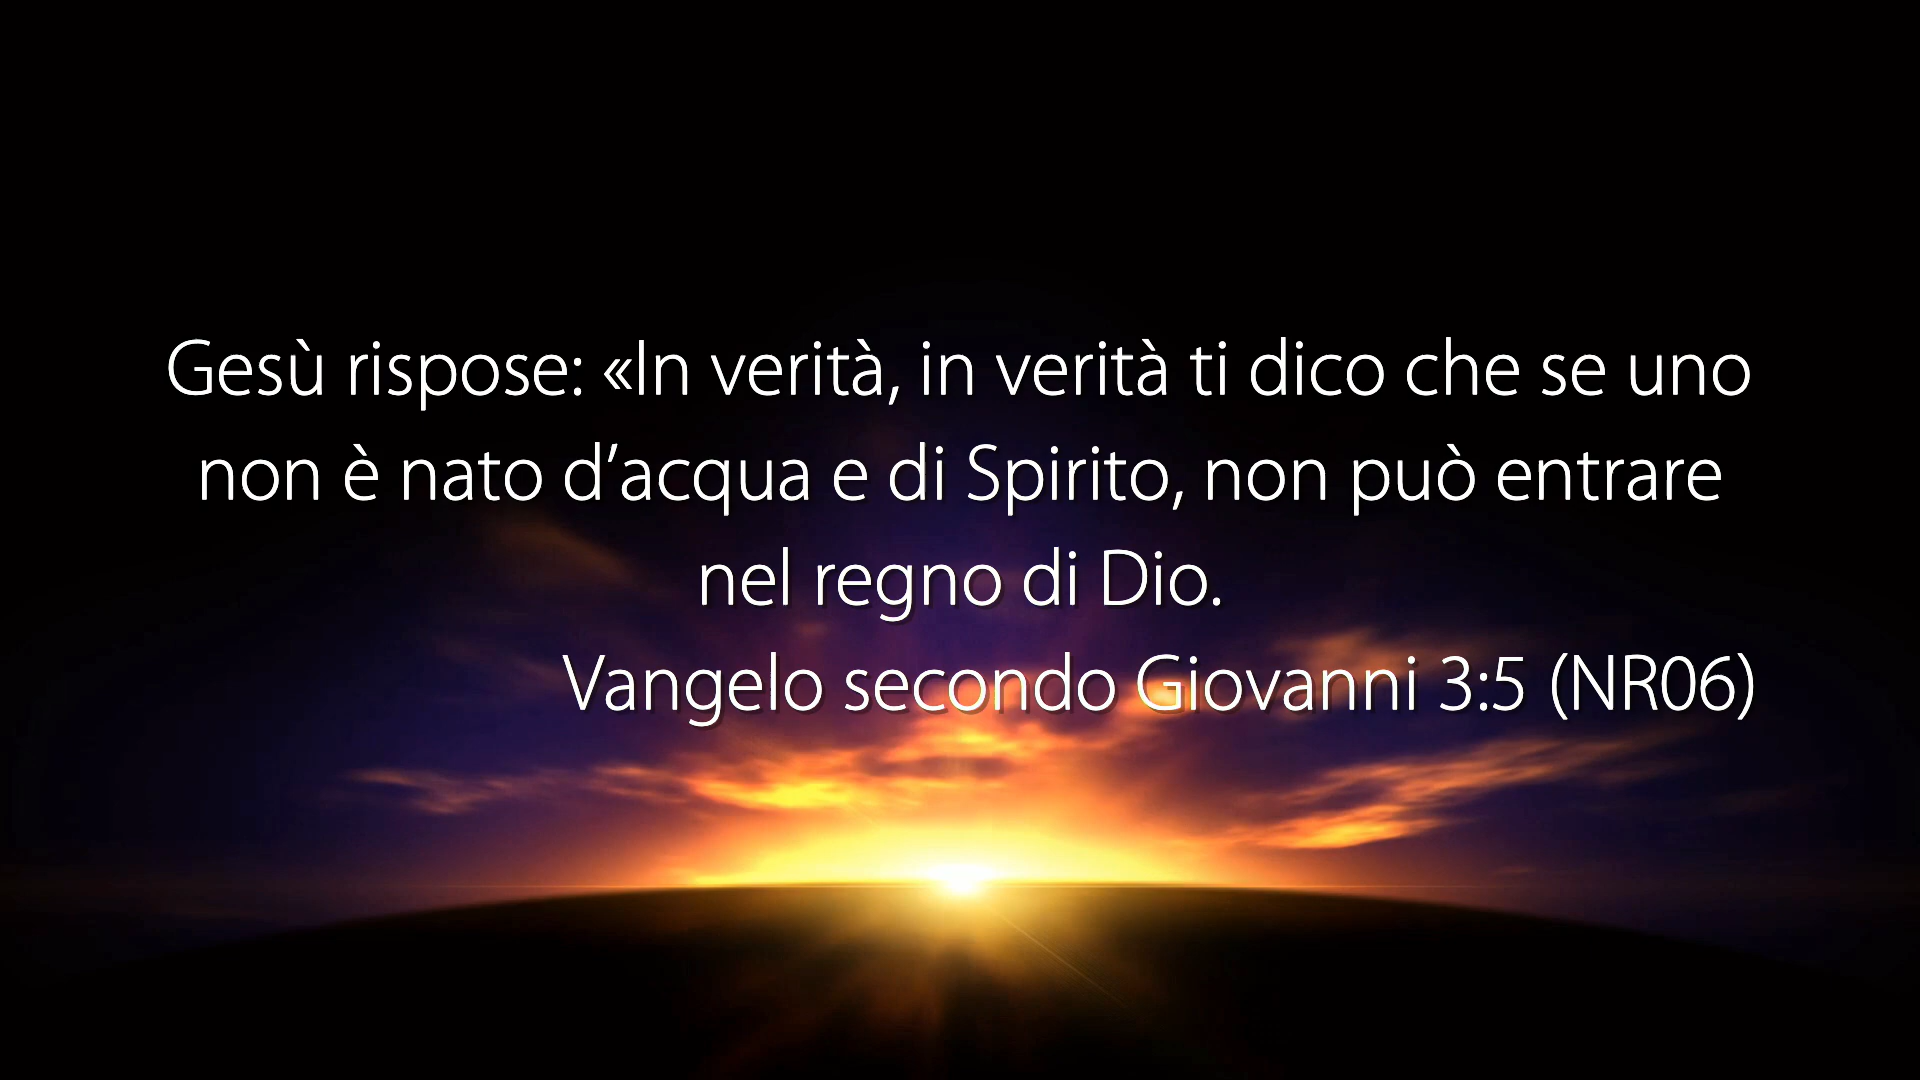 Gesù rispose: «In verità, in verità ti dico che se uno
non è nato d’acqua e di Spirito, non può entrare
nel regno di Dio.
Vangelo secondo Giovanni 3:5 (NR06)